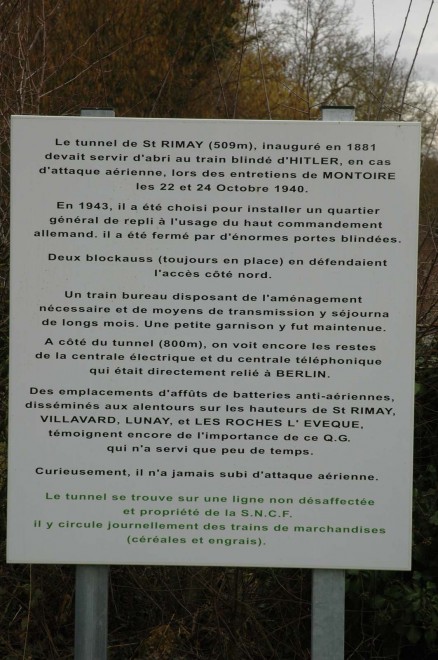 Le tunnel de St RIMAY (509m), inauguré en 1881
devait servir d'abri au train blindé d'HITLER, en cas
d'attaque aérienne, lors des entretiens de MONTOIRE
les 22 et 24 Octobre 1940.
En 1943, il a été choisi pour installer un quartier
général de repli à l'usage du haut commandement
allemand. il a été fermé par d'énormes portes blindées.
Deux blockauss (toujours en place) en défendaient
l'accès côté nord.
Un train bureau disposant de l'aménagement
nécessaire et de moyens de transmission y séjourna
de longs mois. Une petite garnison y fut maintenue.
A côté du tunnel (800m), on voit encore les restes
de la centrale électrique et du centrale téléphonique
qui était directement relié à BERLIN.
Des emplacements d'affûts de batteries anti-aériennes,
disséminés aux alentours sur les hauteurs de St RIMAY,
VILLAVARD, LUNAY, et LES ROCHES L' EVEQUE,
témoignent encore de l'importance de ce Q.G.
qui n'a servi que peu de temps.
Curieusement, il n'a jamais subi d'attaque aérienne.
Le tunnel se trouve sur une ligne non désaffectée
et propriété de la S.N.C.F.
il y circule journellement des trains de marchandises
(céréales et engrais).